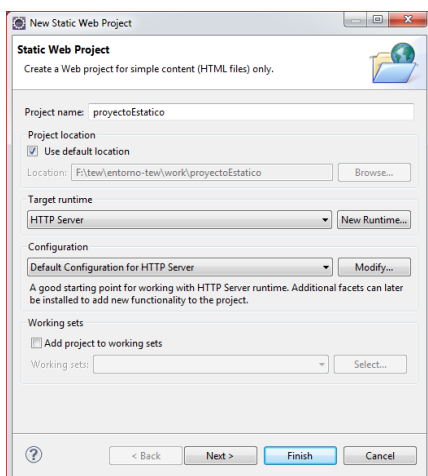 New Static Web Project
Static Web Project
Create a Web project for simple content (HTML files) only.
Project name: proyectoEstatico
Project location
Use default location
Location: F:\tew\entorno-tew\work\proyectoEstatico Browse...
Target runtime
HTTP Server New Runtime...
Configuration
Default Configuration for HTTP Server Modify...
A good starting point for working with HTTP Server runtime. Additional facets can later
be installed to add new functionality to the project.
Working sets
Add project to working sets
Working sets: Select...
? < Back Next > Finish Cancel